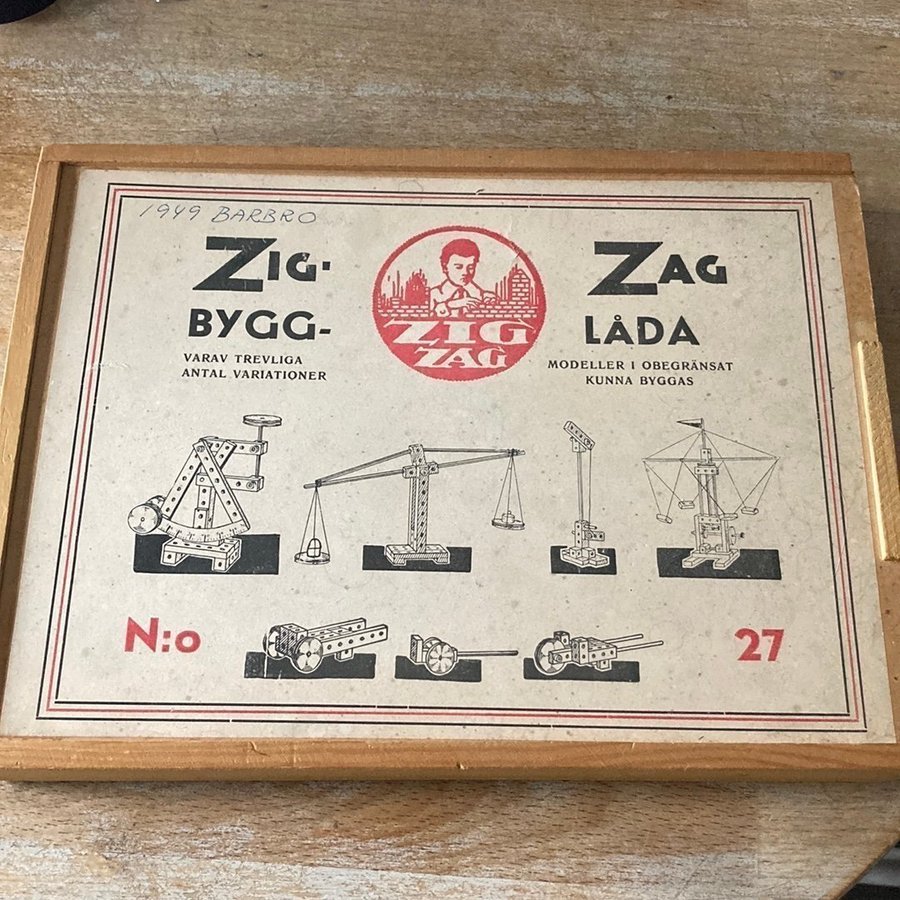 1949 BARBRO
ZIG- ZAG
BYGG- LÅDA
ZIG
ZAG
VARAV TREVLIGA MODELLER I OBEGRÄNSAT
ANTAL VARIATIONER KUNNA BYGGAS
N:o 27